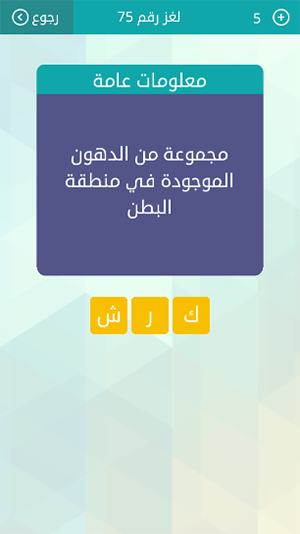 رجوع
لغز رقم 75
5
معلومات عامة
مجموعة من الدهون
الموجودة في منطقة
البطن
ك ر ش